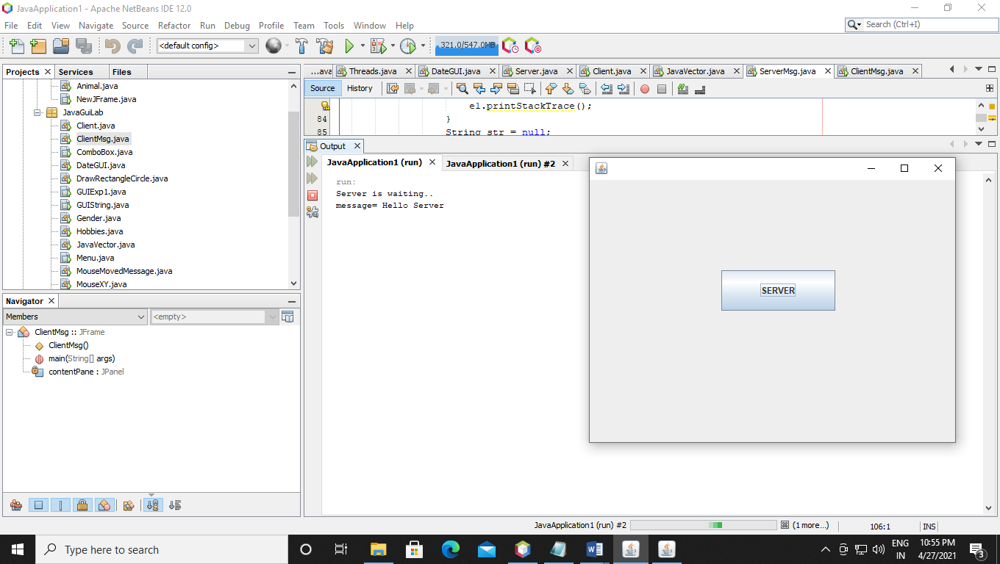 JavaApplication1 - Apache NetBeans IDE 12.0
File Edit View Navigate Source Refactor Run Debug Profile Team Tools Window Help
Search (Ctrl+I)
<default config>
321.0/547.0MB
Projects Services Files
Animal.java
NewJFrame.java
JavaGuiLab
Client.java
ClientMsg.java
ComboBox.java
DateGUI.java
DrawRectangleCircle.java
GUIExp1.java
GUIString.java
Gender.java
Hobbies.java
JavaVector.java
Menu.java
MouseMovedMessage.java
MouseXY.java
Navigator
Members
<empty>
ClientMsg :: JFrame
ClientMsg()
main(String[] args)
contentPane : JPanel
...ava Threads.java DateGUI.java Server.java Client.java JavaVector.java ServerMsg.java ClientMsg.java
Source History
e1.printStackTrace();
84 }
85 String str = null;
Output
JavaApplication1 (run) JavaApplication1 (run) #2
run:
Server is waiting..
message= Hello Server
SERVER
JavaApplication1 (run) #2 (1 more...) 106:1 INS
Type here to search
ENG
IN
10:55 PM
4/27/2021
3